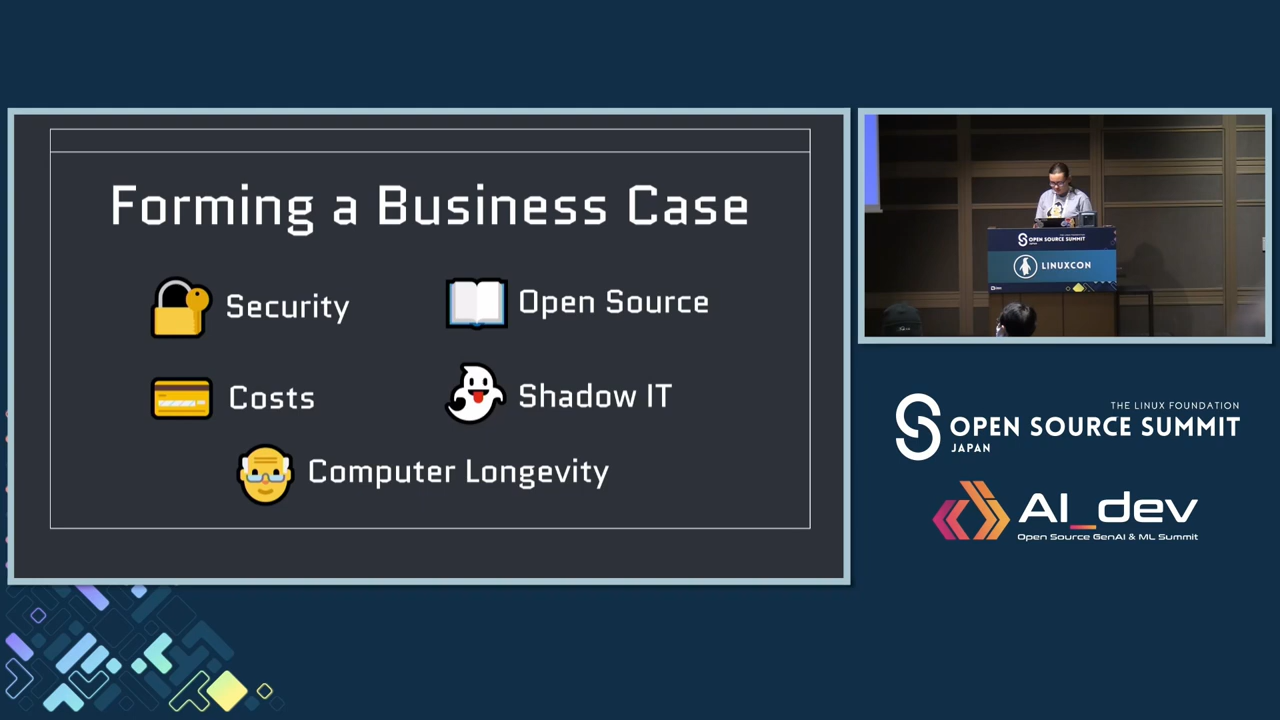 Forming a Business Case
Security
Open Source
Costs
Shadow IT
Computer Longevity
OPEN SOURCE SUMMIT
LINUXCON
THE LINUX FOUNDATION
OPEN SOURCE SUMMIT
JAPAN
AI_dev
Open Source GenAI & ML Summit